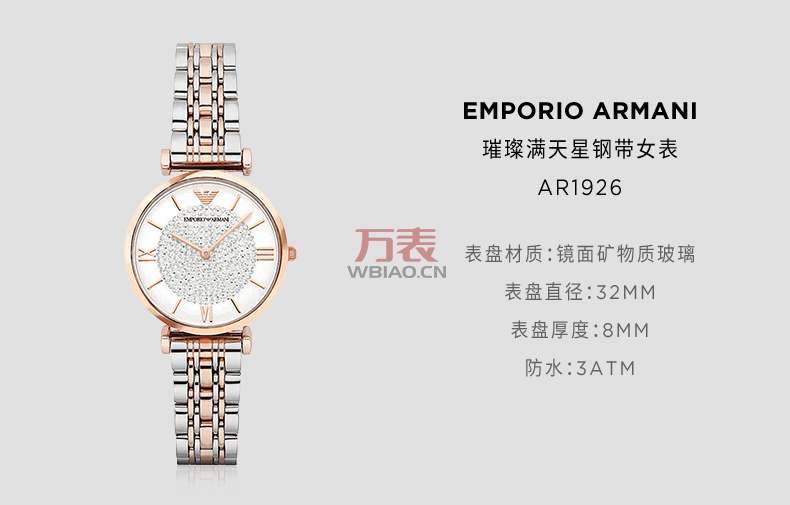 EMPORIO ARMANI
璀璨满天星钢带女表
AR1926
表盘材质:镜面矿物质玻璃
表盘直径:32MM
表盘厚度:8MM
防水:3ATM
EMPORIO ARMANI
万表
WBIAO.CN